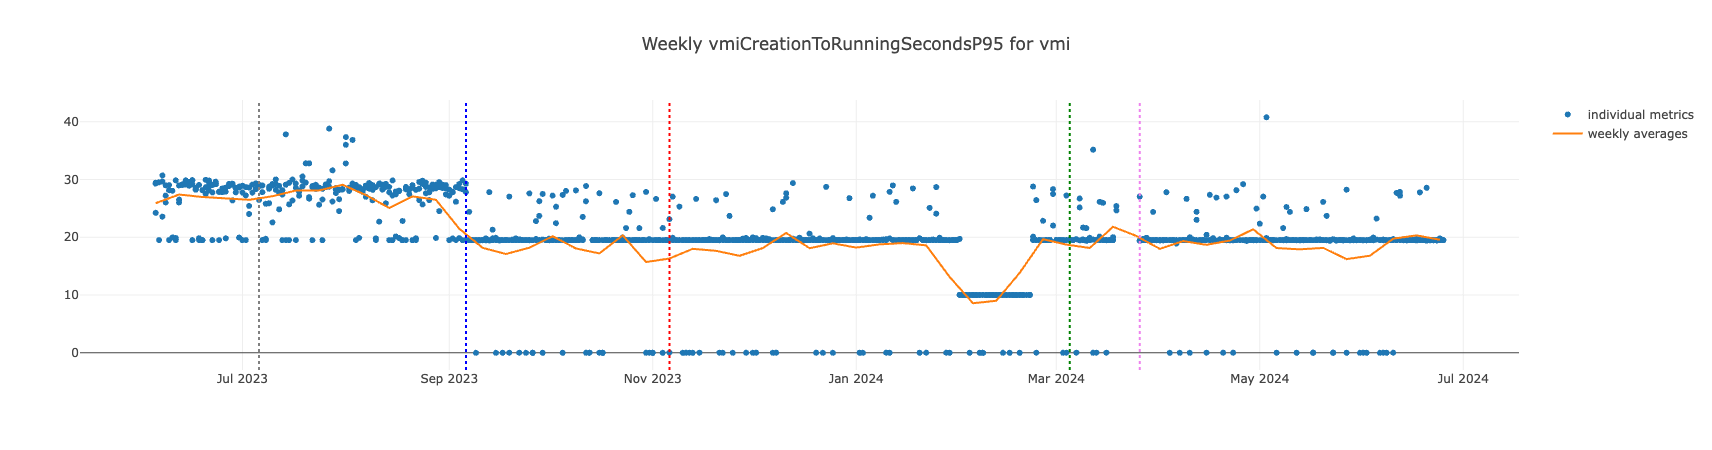 Weekly vmiCreationToRunningSecondsP95 for vmi
individual metrics
weekly averages
40
30
20
10
0
Jul 2023
Sep 2023
Nov 2023
Jan 2024
Mar 2024
May 2024
Jul 2024